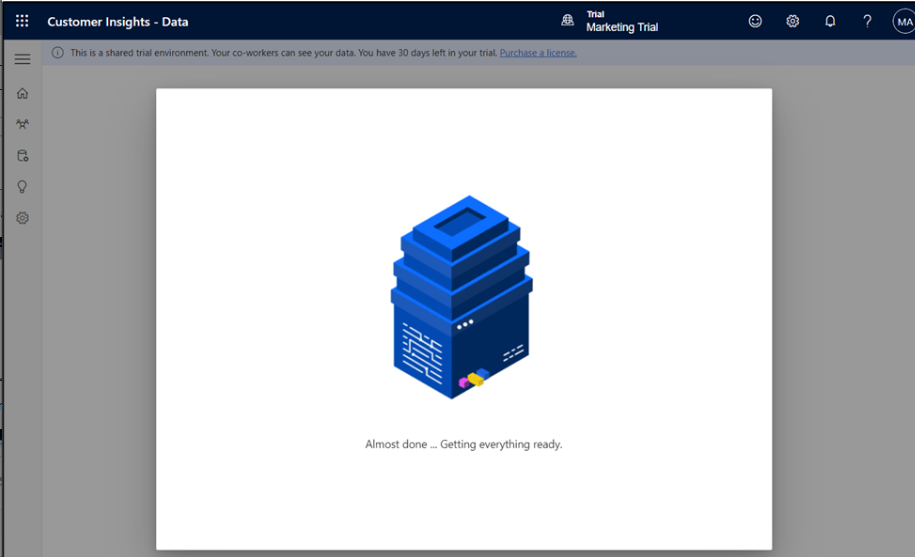 Customer Insights - Data
Trial
Marketing Trial
?
MA
This is a shared trial environment. Your co-workers can see your data. You have 30 days left in your trial. Purchase a license.
Almost done ... Getting everything ready.